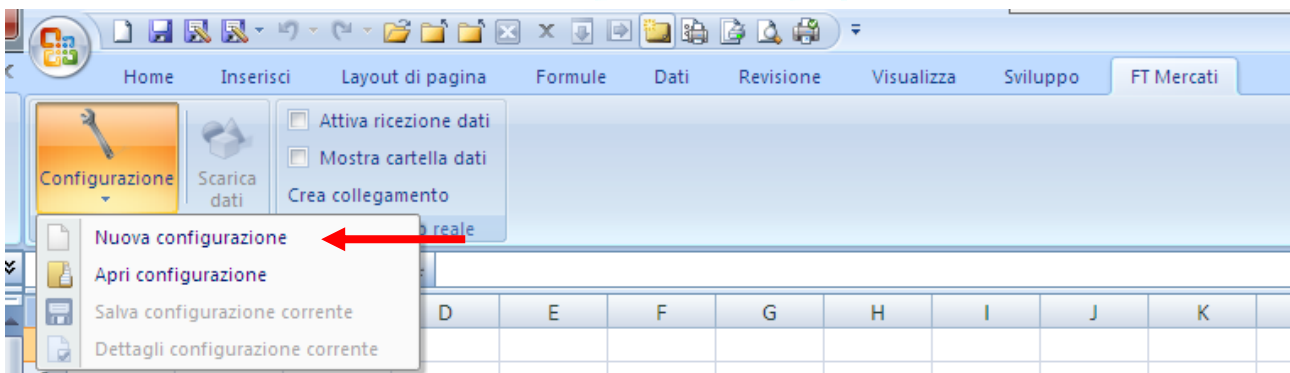 Home Inserisci Layout di pagina Formule Dati Revisione Visualizza Sviluppo FT Mercati
Configurazione
Scarica
dati
Attiva ricezione dati
Mostra cartella dati
Crea collegamento
reale
Nuova configurazione
Apri configurazione
Salva configurazione corrente
Dettagli configurazione corrente
D E F G H I J K